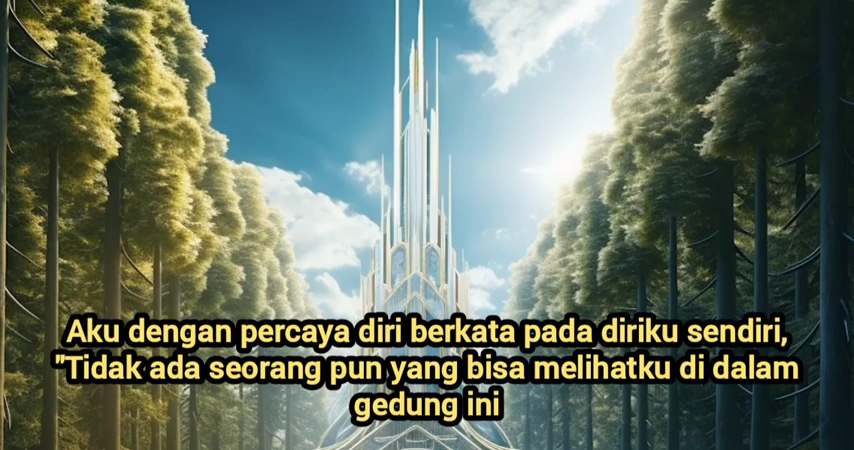 Aku dengan percaya diri berkata pada diriku sendiri,
"Tidak ada seorang pun yang bisa melihatku di dalam
gedung ini